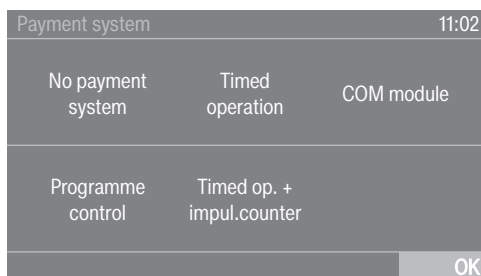 Payment system 11:02
No payment
system
Timed
operation
COM module
Programme
control
Timed op. +
impul.counter
OK